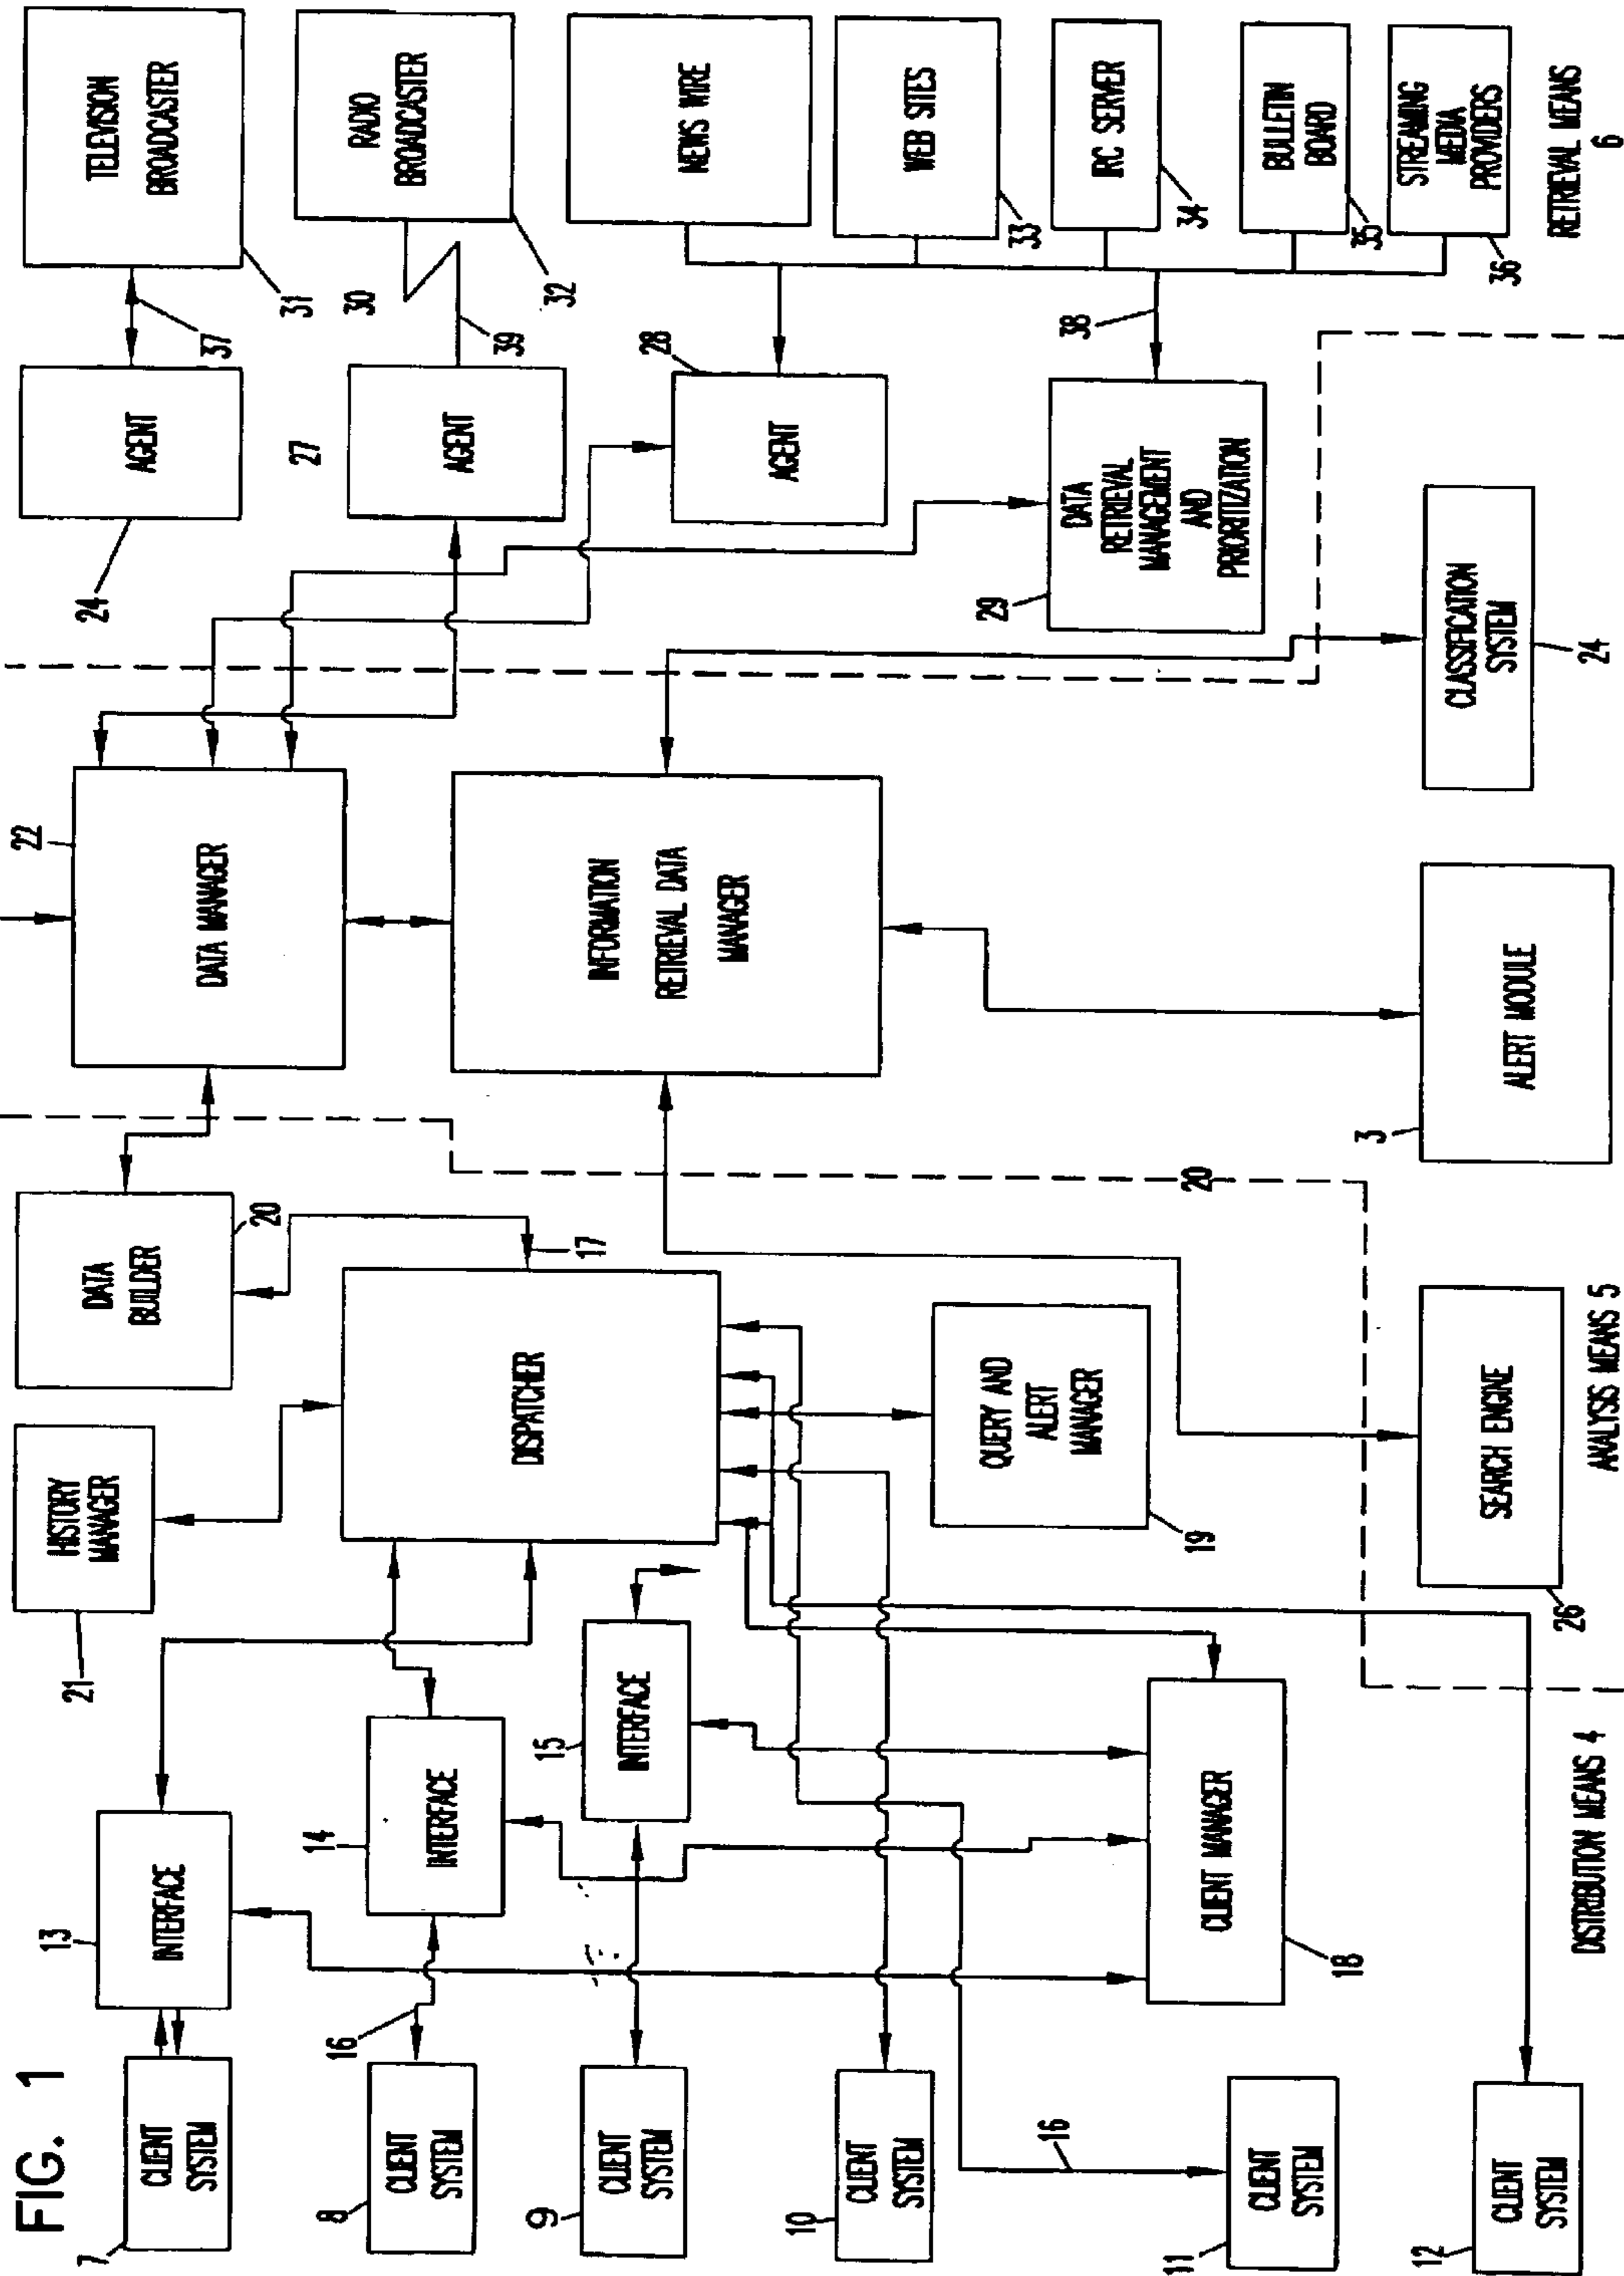 FIG. 1
7
CLIENT
SYSTEM
13
INTERFACE
21
HISTORY
MANAGER
DATA
BUILDER
20
22
DATA MANAGER
24
AGENT
37
TELEVISION
BROADCASTER
31
8
CLIENT
SYSTEM
16
14
INTERFACE
DISPATCHER
17
27
AGENT
39
30
RADIO
BROADCASTER
32
9
CLIENT
SYSTEM
15
INTERFACE
INFORMATION
RETRIEVAL DATA
MANAGER
28
AGENT
NEWS WIRE
10
CLIENT
SYSTEM
QUERY AND
ALERT
MANAGER
19
WEB SITES
33
11
CLIENT
SYSTEM
16
CLIENT MANAGER
18
20
29
DATA
RETRIEVAL
MANAGEMENT
AND
PRIORITIZATION
38
IRC SERVER
34
BULLETIN
BOARD
35
12
CLIENT
SYSTEM
SEARCH ENGINE
26
3
ALERT MODULE
CLASSIFICATION
SYSTEM
24
STREAMING
MEDIA
PROVIDERS
36
DISTRIBUTION MEANS 4
ANALYSIS MEANS 5
RETRIEVAL MEANS
6